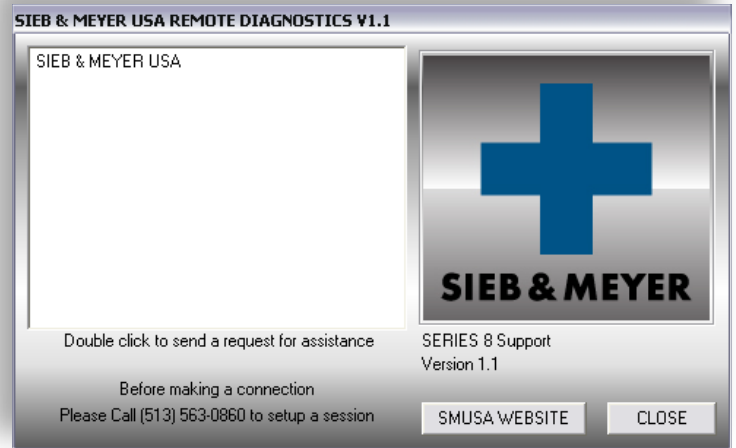 SIEB & MEYER USA REMOTE DIAGNOSTICS V1.1
SIEB & MEYER USA
SIEB & MEYER
Double click to send a request for assistance
SERIES 8 Support
Version 1.1
Before making a connection
Please Call (513) 563-0860 to setup a session
SMUSA WEBSITE
CLOSE